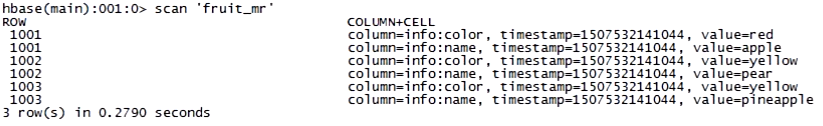 hbase(main):001:0> scan 'fruit_mr'
ROW COLUMN+CELL
1001 column=info:color, timestamp=1507532141044, value=red
1001 column=info:name, timestamp=1507532141044, value=apple
1002 column=info:color, timestamp=1507532141044, value=yellow
1002 column=info:name, timestamp=1507532141044, value=pear
1003 column=info:color, timestamp=1507532141044, value=yellow
1003 column=info:name, timestamp=1507532141044, value=pineapple
3 row(s) in 0.2790 seconds